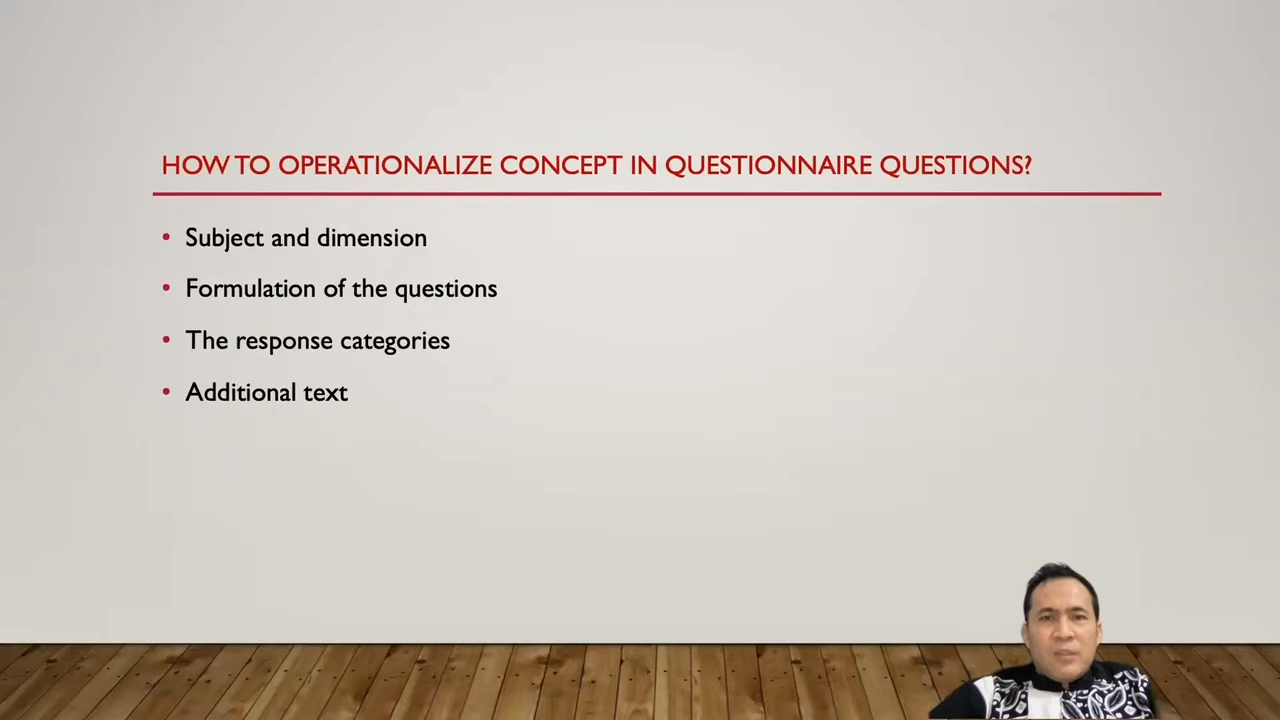 HOW TO OPERATIONALIZE CONCEPT IN QUESTIONNAIRE QUESTIONS?
• Subject and dimension
• Formulation of the questions
• The response categories
• Additional text